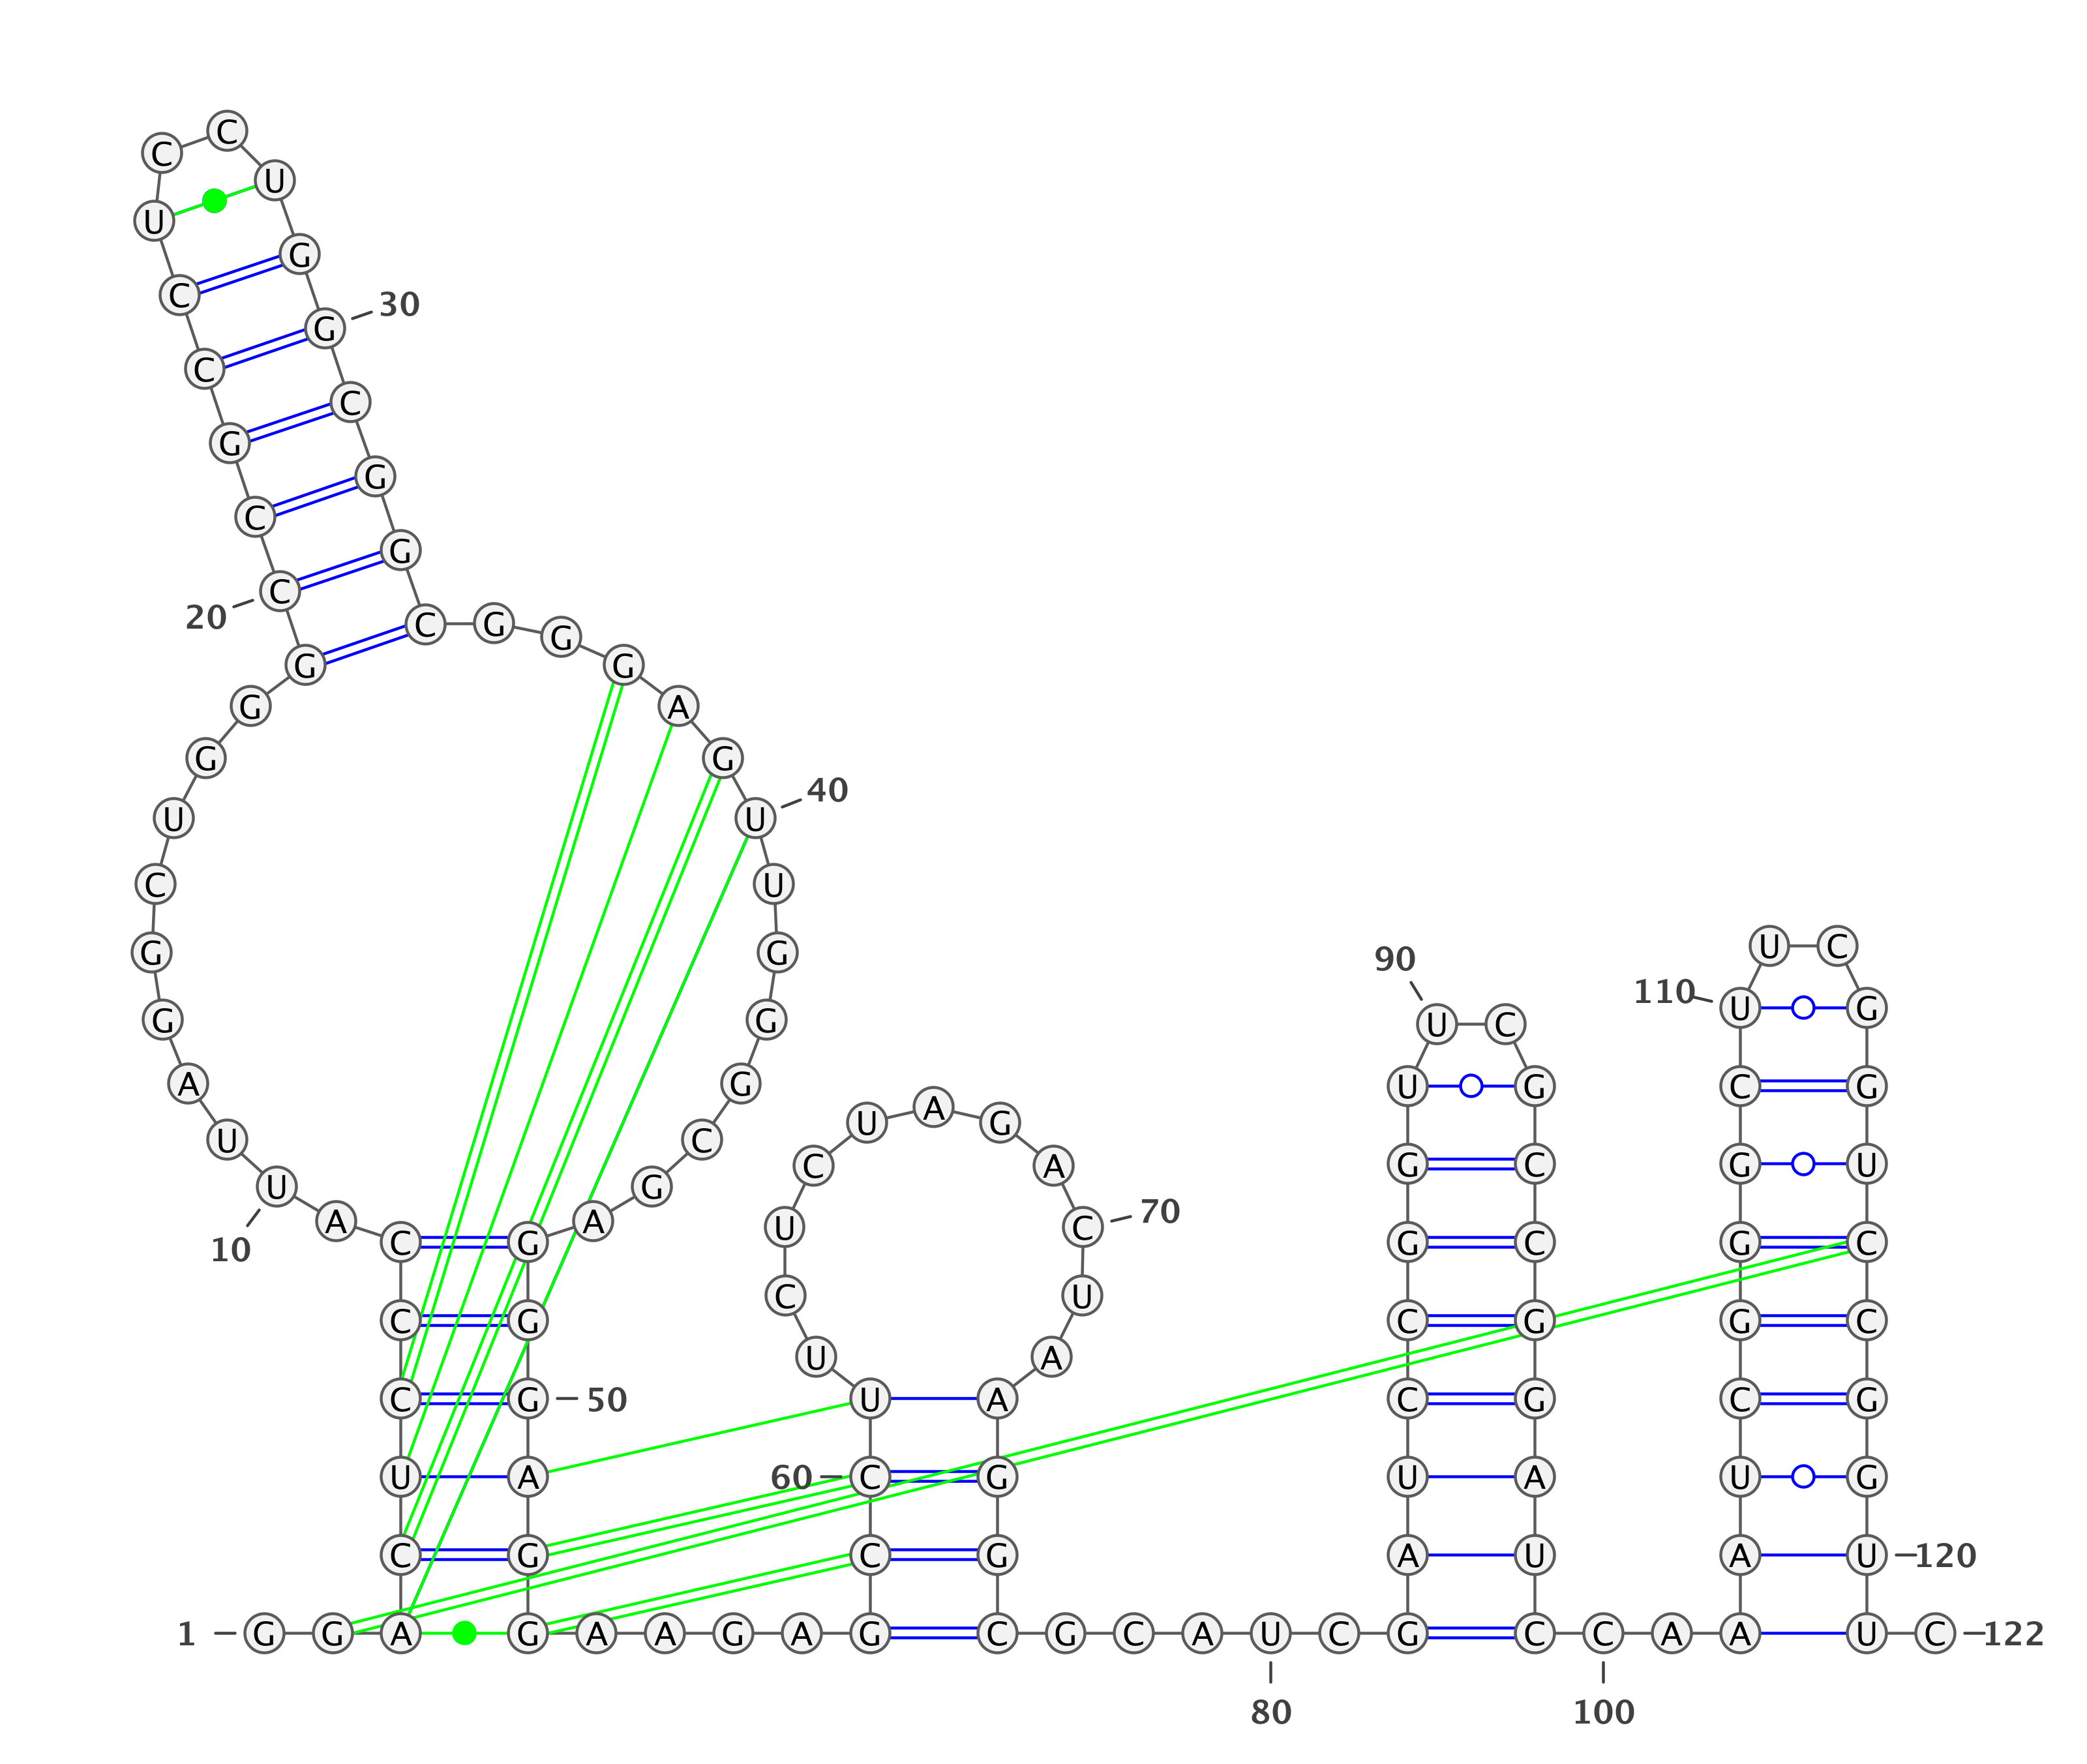 C
C
U
U
G
C
30
G
C
C
G
G
C
G
C
20
C G
G
G G
G A
G G
40
U U
C U
U C
G G
90
110 U G
G G U C
A G U G C G
A
U G
U C
C A G C G U
U G
70
A A
U C
C G G C G C
10
C U
C G C G G C
U A
C G 50 U A C G C G
U A 60 C G U A U G
C G C G A U A U 120
1 G G A G A A G A G C G C A U C G C C A A U C 122
80 100